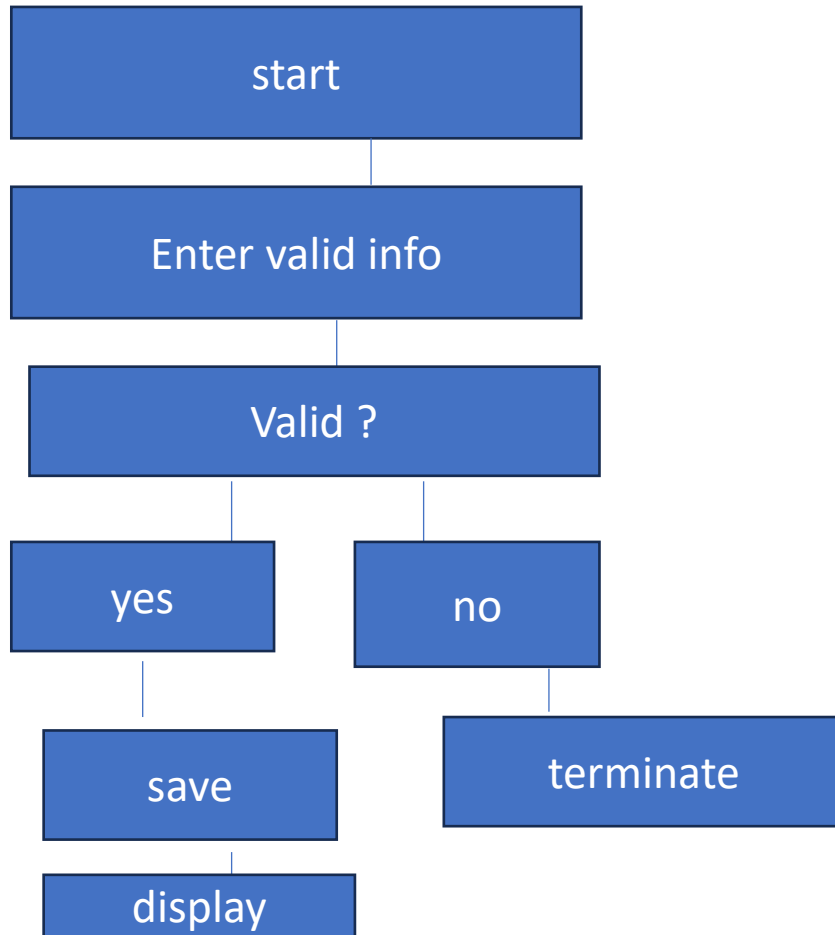 start
Enter valid info
Valid ?
yes
no
save
terminate
display